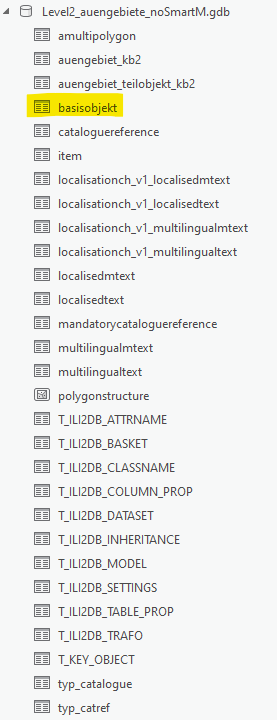 Level2_auengebiete_noSmartM.gdb
amultipolygon
auengebiet_kb2
auengebiet_teilobjekt_kb2
basisobjekt
cataloguereference
item
localisationch_v1_localisedmtext
localisationch_v1_localisedtext
localisationch_v1_multilingualmtext
localisationch_v1_multilingualtext
localisedmtext
localisedtext
mandatorycataloguereference
multilingualmtext
multilingualtext
polygonstructure
T_ILI2DB_ATTRNAME
T_ILI2DB_BASKET
T_ILI2DB_CLASSNAME
T_ILI2DB_COLUMN_PROP
T_ILI2DB_DATASET
T_ILI2DB_INHERITANCE
T_ILI2DB_MODEL
T_ILI2DB_SETTINGS
T_ILI2DB_TABLE_PROP
T_ILI2DB_TRAFO
T_KEY_OBJECT
typ_catalogue
typ_catref